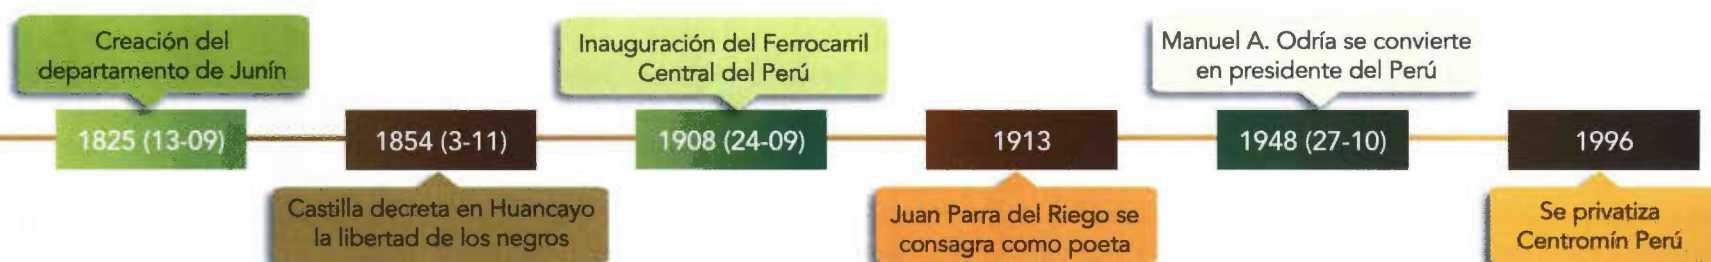 Creación del
departamento de Junín
1825 (13-09)
1854 (3-11)
Castilla decreta en Huancayo
la libertad de los negros
Inauguración del Ferrocarril
Central del Perú
1908 (24-09)
1913
Juan Parra del Riego se
consagra como poeta
Manuel A. Odría se convierte
en presidente del Perú
1948 (27-10)
1996
Se privatiza
Centromín Perú